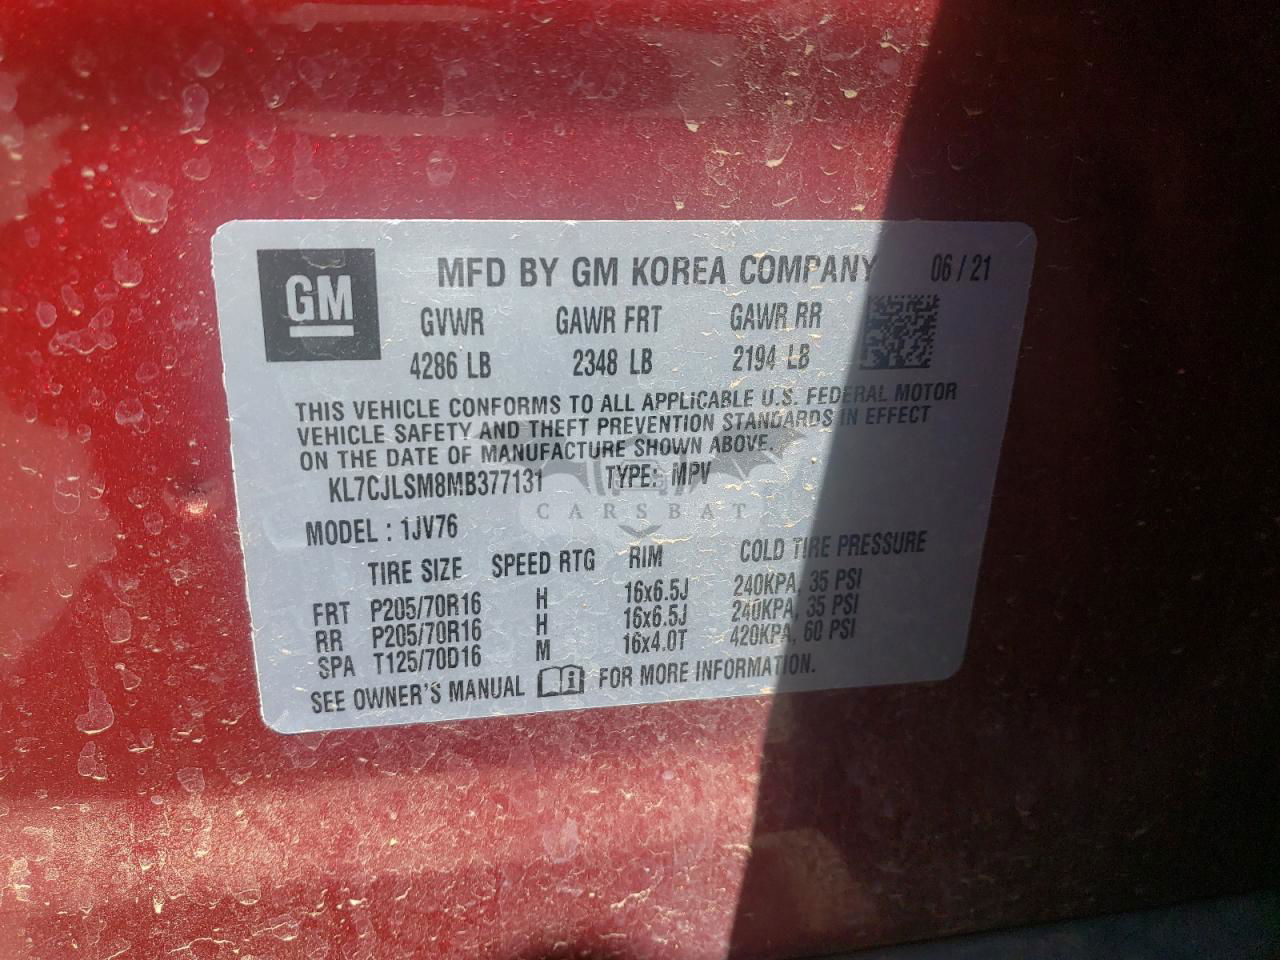 GM
MFD BY GM KOREA COMPANY 06 / 21
GVWR GAWR FRT GAWR RR
4286 LB 2348 LB 2194 LB
THIS VEHICLE CONFORMS TO ALL APPLICABLE U.S. FEDERAL MOTOR
VEHICLE SAFETY AND THEFT PREVENTION STANDARDS IN EFFECT
ON THE DATE OF MANUFACTURE SHOWN ABOVE.
KL7CJLSM8MB377131 TYPE: MPV
CARSBAT
MODEL : 1JV76
TIRE SIZE SPEED RTG RIM COLD TIRE PRESSURE
FRT P205/70R16 H 16x6.5J 240KPA, 35 PSI
RR P205/70R16 H 16x6.5J 240KPA, 35 PSI
SPA T125/70D16 M 16x4.0T 420KPA, 60 PSI
SEE OWNER'S MANUAL i FOR MORE INFORMATION.